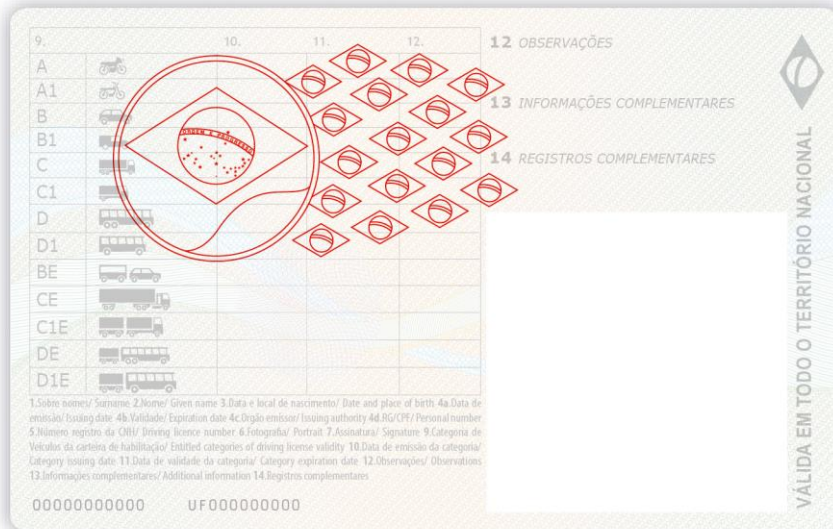 9. 10. 11. 12.
A
A1
B
B1
C
C1
D
D1
BE
CE
C1E
DE
D1E
ORDEM E PROGRESSO
12 OBSERVAÇÕES
13 INFORMAÇÕES COMPLEMENTARES
14 REGISTROS COMPLEMENTARES
VÁLIDA EM TODO O TERRITÓRIO NACIONAL
1.Sobre nomes/ Surname 2.Nome/ Given name 3.Data e local de nascimento/ Date and place of birth 4a.Data de
emissão/ Issuing date 4b.Validade/ Expiration date 4c.Orgão emissor/ Issuing authority 4d.RG/CPF/ Personal number
5.Número registro da CNH/ Driving licence number 6.Fotografia/ Portrait 7.Assinatura/ Signature 9.Categoria de
Veículos da carteira de habilitação/ Entitled categories of driving license validity 10.Data de emissão da categoria/
Category issuing date 11.Data de validade da categoria/ Category expiration date 12.Observações/ Observations
13.Informações complementares/ Additional information 14.Registros complementares
00000000000 UF000000000